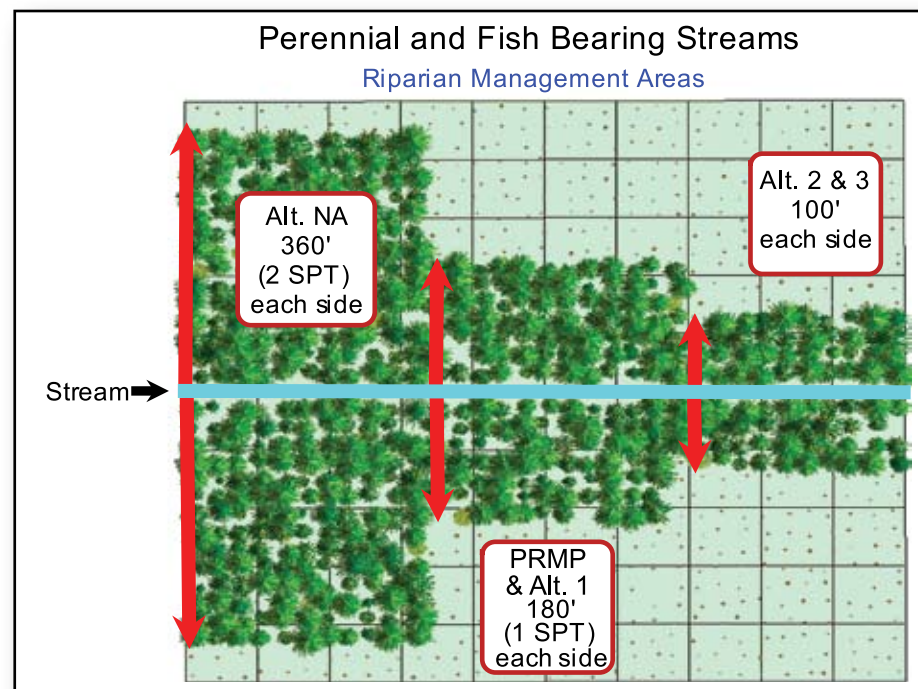 Perennial and Fish Bearing Streams
Riparian Management Areas
Alt. NA
360'
(2 SPT)
each side
Alt. 2 & 3
100'
each side
Stream
PRMP
& Alt. 1
180'
(1 SPT)
each side